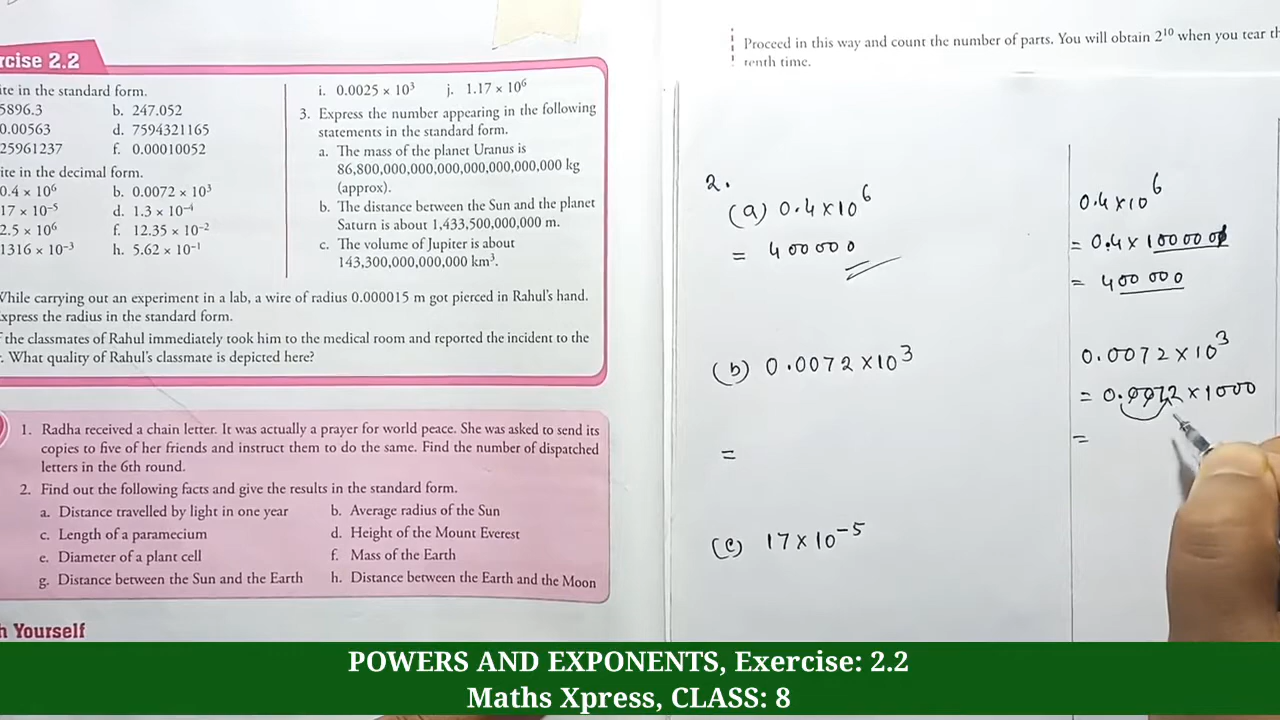 rcise 2.2
ite in the standard form.
5896.3 b. 247.052
0.00563 d. 7594321165
25961237 f. 0.00010052
ite in the decimal form.
0.4 × 10⁶ b. 0.0072 × 10³
17 × 10⁻⁵ d. 1.3 × 10⁻⁴
2.5 × 10⁶ f. 12.35 × 10⁻²
1316 × 10⁻³ h. 5.62 × 10⁻¹
i. 0.0025 × 10³ j. 1.17 × 10⁶
3. Express the number appearing in the following
statements in the standard form.
a. The mass of the planet Uranus is
86,800,000,000,000,000,000,000,000 kg
(approx).
b. The distance between the Sun and the planet
Saturn is about 1,433,500,000,000 m.
c. The volume of Jupiter is about
143,300,000,000,000 km³.
While carrying out an experiment in a lab, a wire of radius 0.000015 m got pierced in Rahul's hand.
xpress the radius in the standard form.
f the classmates of Rahul immediately took him to the medical room and reported the incident to the
. What quality of Rahul's classmate is depicted here?
1. Radha received a chain letter. It was actually a prayer for world peace. She was asked to send its
copies to five of her friends and instruct them to do the same. Find the number of dispatched
letters in the 6th round.
2. Find out the following facts and give the results in the standard form.
a. Distance travelled by light in one year b. Average radius of the Sun
c. Length of a paramecium d. Height of the Mount Everest
e. Diameter of a plant cell f. Mass of the Earth
g. Distance between the Sun and the Earth h. Distance between the Earth and the Moon
h Yourself
Proceed in this way and count the number of parts. You will obtain 2¹⁰ when you tear th
tenth time.
2.
(a) 0.4×10⁶
= 400000
(b) 0.0072×10³
=
(c) 17×10⁻⁵
0.4×10⁶
= 0.4×1000000
= 400000
0.0072×10³
= 0.0072×1000
=
POWERS AND EXPONENTS, Exercise: 2.2
Maths Xpress, CLASS: 8